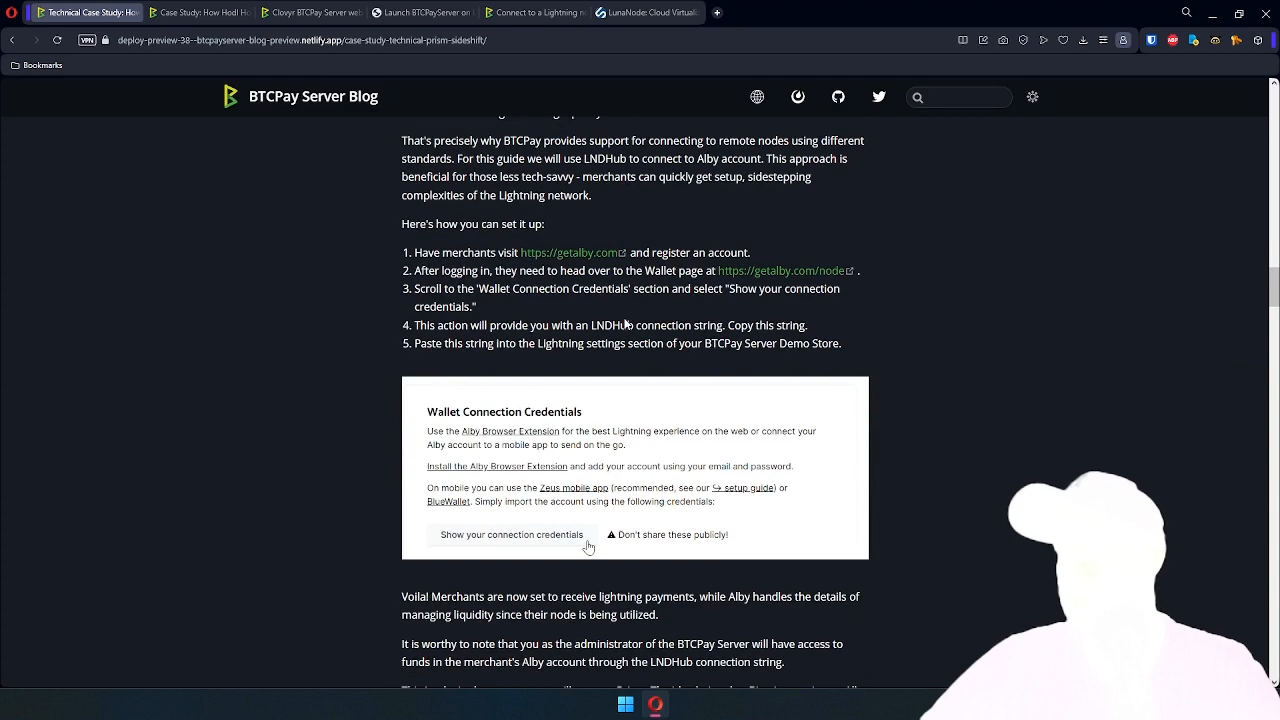 Technical Case Study: How
Case Study: How Hodl Ho
Clovyr BTCPay Server web
Launch BTCPayServer on
Connect to a Lightning n
LunaNode: Cloud Virtual
VPN
deploy-preview-38--btcpayserver-blog-preview.netlify.app/case-study-technical-prism-sideshift/
Bookmarks
BTCPay Server Blog
That's precisely why BTCPay provides support for connecting to remote nodes using different
standards. For this guide we will use LNDHub to connect to Alby account. This approach is
beneficial for those less tech-savvy - merchants can quickly get setup, sidestepping
complexities of the Lightning network.
Here's how you can set it up:
1. Have merchants visit https://getalby.com and register an account.
2. After logging in, they need to head over to the Wallet page at https://getalby.com/node .
3. Scroll to the 'Wallet Connection Credentials' section and select "Show your connection
credentials."
4. This action will provide you with an LNDHub connection string. Copy this string.
5. Paste this string into the Lightning settings section of your BTCPay Server Demo Store.
Wallet Connection Credentials
Use the Alby Browser Extension for the best Lightning experience on the web or connect your
Alby account to a mobile app to send on the go.
Install the Alby Browser Extension and add your account using your email and password.
On mobile you can use the Zeus mobile app (recommended, see our ↪ setup guide) or
BlueWallet. Simply import the account using the following credentials:
Show your connection credentials
⚠ Don't share these publicly!
Voila! Merchants are now set to receive lightning payments, while Alby handles the details of
managing liquidity since their node is being utilized.
It is worthy to note that you as the administrator of the BTCPay Server will have access to
funds in the merchant's Alby account through the LNDHub connection string.